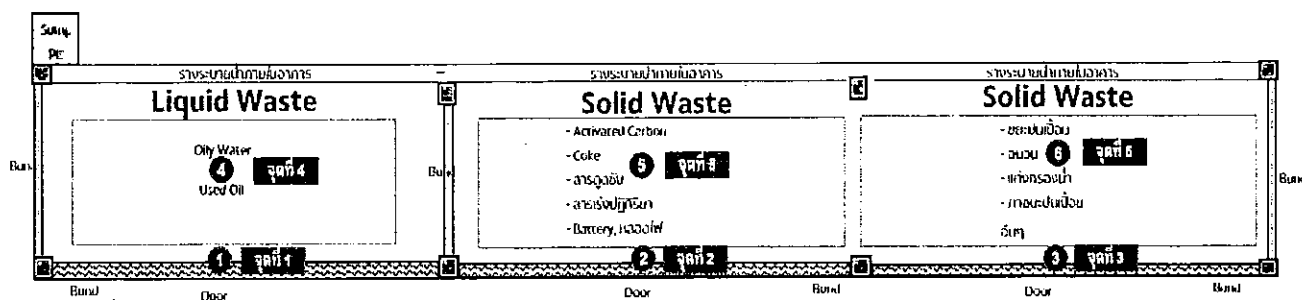 Sump
Pit
รางระบายน้ำภายในอาคาร
รางระบายน้ำภายในอาคาร
รางระบายน้ำภายในอาคาร
Liquid Waste
Solid Waste
Solid Waste
Oily Water
4 จุดที่ 4
Used Oil
- Activated Carbon
- Coke
- สารดูดซับ
- สารเร่งปฏิกิริยา
- Battery, หลอดไฟ
5 จุดที่ 5
- ขยะปนเปื้อน
- ฉนวน
- แท่งกรองน้ำ
- ภาชนะปนเปื้อน
อื่นๆ
6 จุดที่ 6
Bund
Bund
Bund
1 จุดที่ 1
2 จุดที่ 2
3 จุดที่ 3
Bund
Door
Door
Bund
Door
Bund